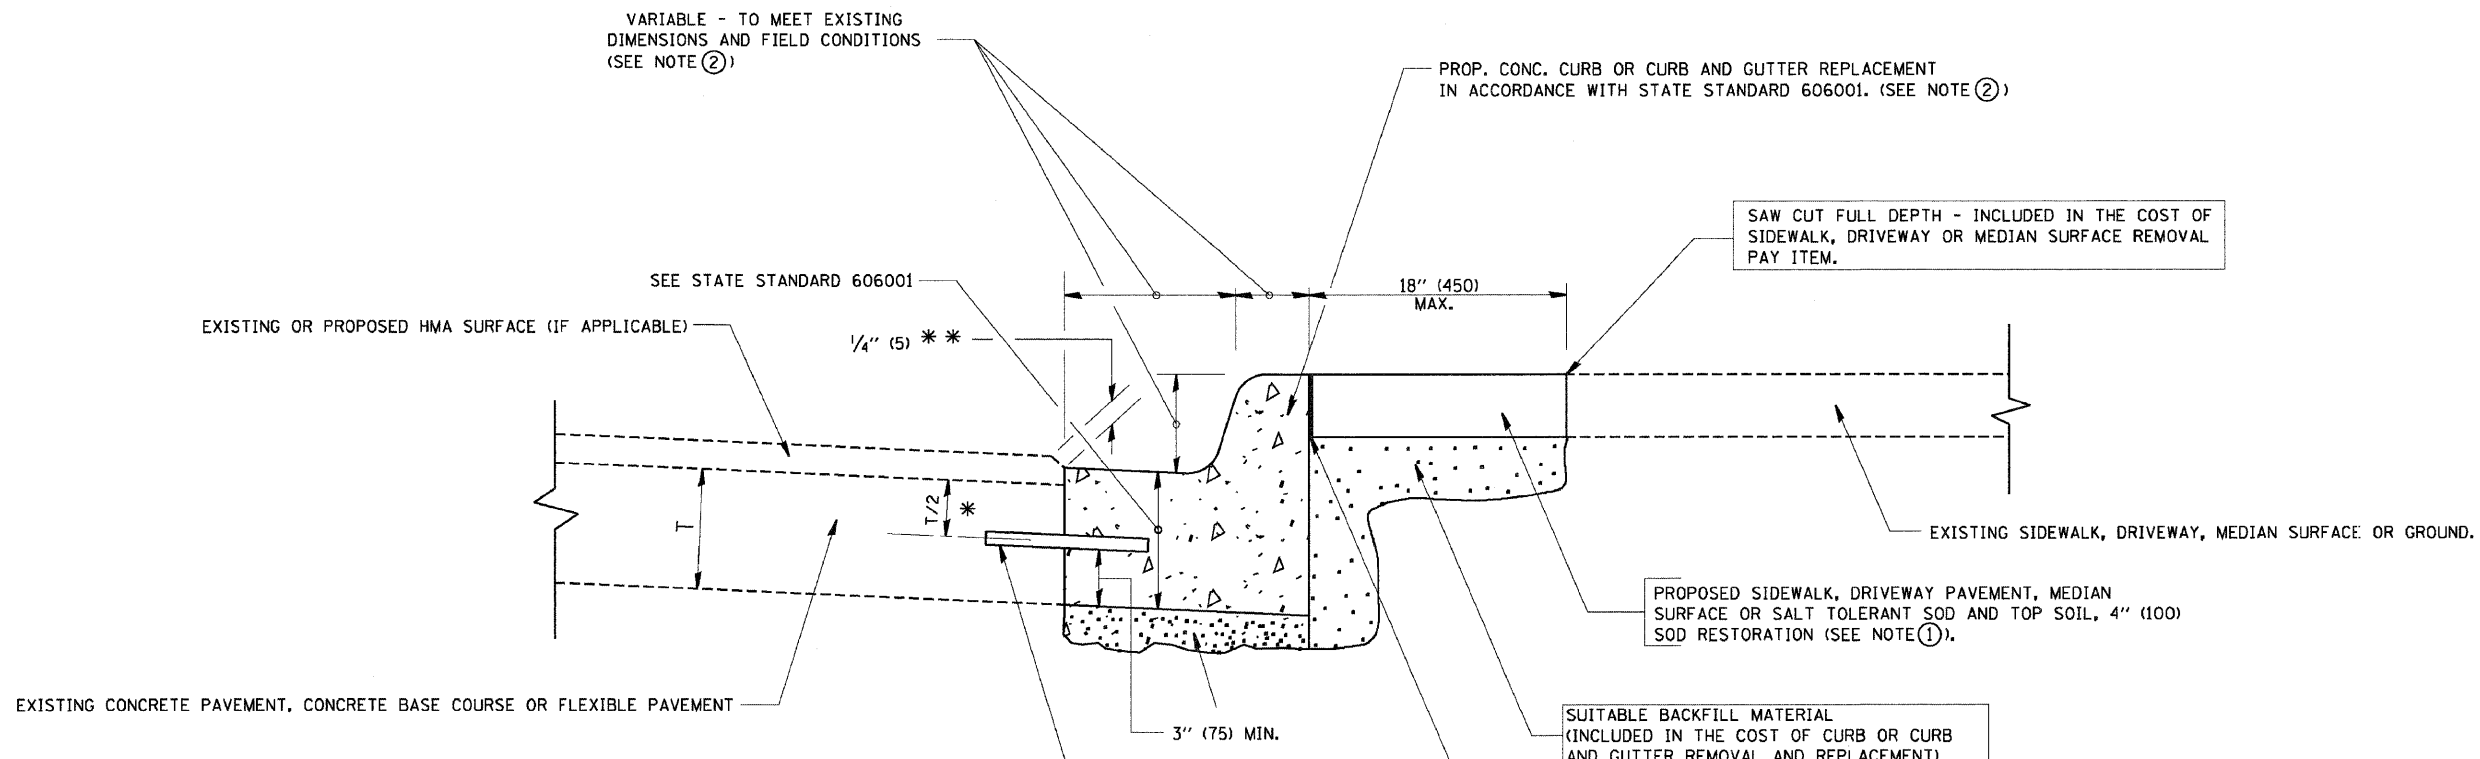 VARIABLE - TO MEET EXISTING
DIMENSIONS AND FIELD CONDITIONS
(SEE NOTE ②)
PROP. CONC. CURB OR CURB AND GUTTER REPLACEMENT
IN ACCORDANCE WITH STATE STANDARD 606001. (SEE NOTE ②)
SAW CUT FULL DEPTH - INCLUDED IN THE COST OF
SIDEWALK, DRIVEWAY OR MEDIAN SURFACE REMOVAL
PAY ITEM.
SEE STATE STANDARD 606001
18" (450)
MAX.
EXISTING OR PROPOSED HMA SURFACE (IF APPLICABLE)
1/4" (5) * *
T
T/2 *
EXISTING SIDEWALK, DRIVEWAY, MEDIAN SURFACE OR GROUND.
PROPOSED SIDEWALK, DRIVEWAY PAVEMENT, MEDIAN
SURFACE OR SALT TOLERANT SOD AND TOP SOIL, 4" (100)
SOD RESTORATION (SEE NOTE ①).
EXISTING CONCRETE PAVEMENT, CONCRETE BASE COURSE OR FLEXIBLE PAVEMENT
3" (75) MIN.
SUITABLE BACKFILL MATERIAL
(INCLUDED IN THE COST OF CURB OR CURB
AND GUTTER REMOVAL AND REPLACEMENT)